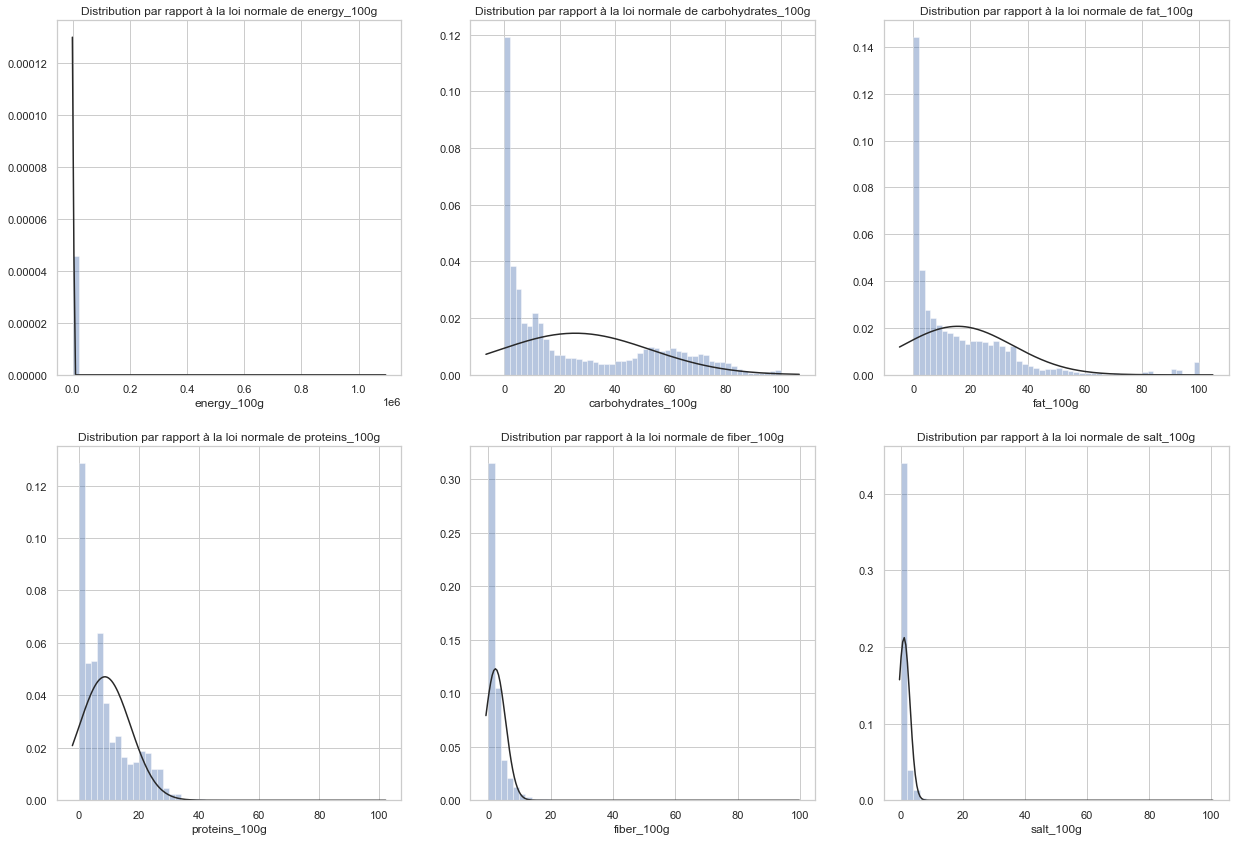 Distribution par rapport à la loi normale de energy_100g
0.00012
0.00010
0.00008
0.00006
0.00004
0.00002
0.00000
0.0 0.2 0.4 0.6 0.8 1.0
1e6
energy_100g
Distribution par rapport à la loi normale de carbohydrates_100g
0.12
0.10
0.08
0.06
0.04
0.02
0.00
0 20 40 60 80 100
carbohydrates_100g
Distribution par rapport à la loi normale de fat_100g
0.14
0.12
0.10
0.08
0.06
0.04
0.02
0.00
0 20 40 60 80 100
fat_100g
Distribution par rapport à la loi normale de proteins_100g
0.12
0.10
0.08
0.06
0.04
0.02
0.00
0 20 40 60 80 100
proteins_100g
Distribution par rapport à la loi normale de fiber_100g
0.30
0.25
0.20
0.15
0.10
0.05
0.00
0 20 40 60 80 100
fiber_100g
Distribution par rapport à la loi normale de salt_100g
0.4
0.3
0.2
0.1
0.0
0 20 40 60 80 100
salt_100g